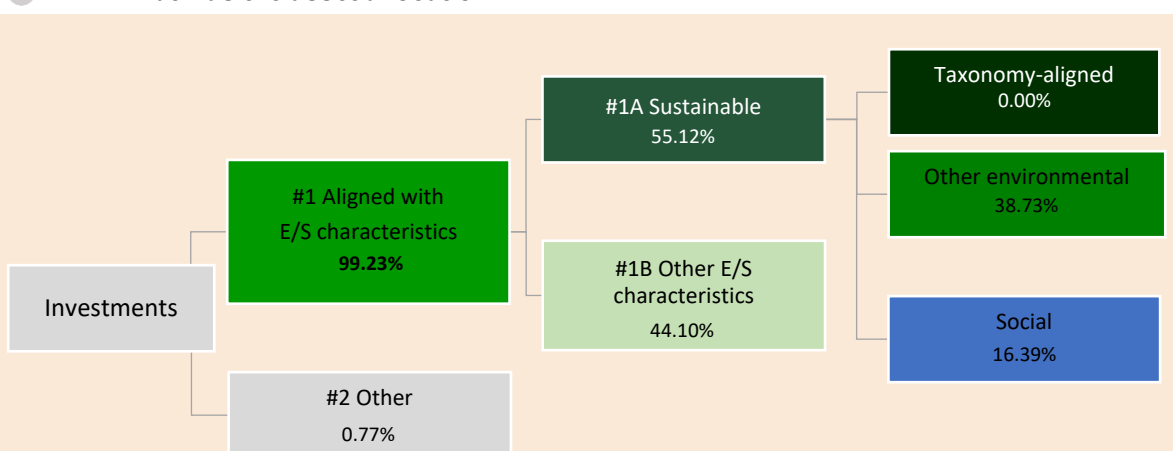 Investments
#1 Aligned with
E/S characteristics
99.23%
#2 Other
0.77%
#1A Sustainable
55.12%
#1B Other E/S
characteristics
44.10%
Taxonomy-aligned
0.00%
Other environmental
38.73%
Social
16.39%